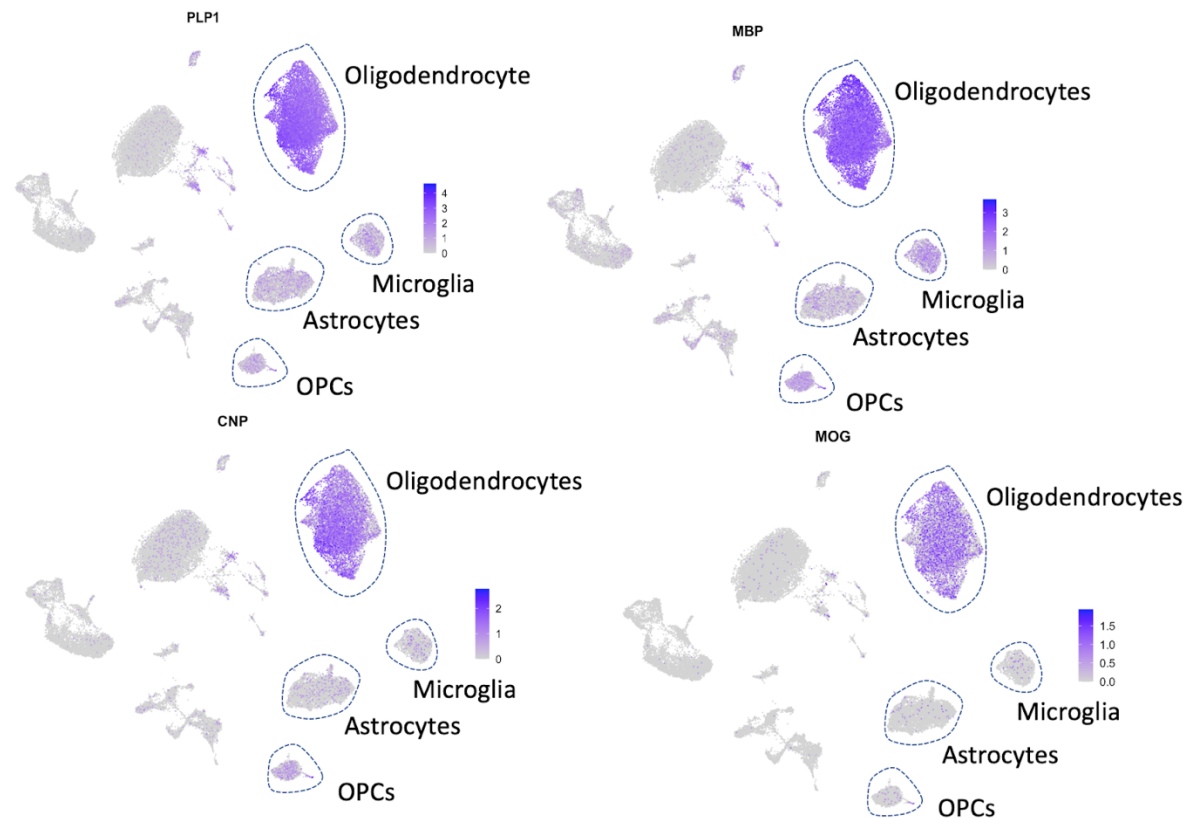 PLP1
Oligodendrocyte
4
3
2
1
0
Microglia
Astrocytes
OPCs
MBP
Oligodendrocytes
3
2
1
0
Microglia
Astrocytes
OPCs
CNP
Oligodendrocytes
2
1
0
Microglia
Astrocytes
OPCs
MOG
Oligodendrocytes
1.5
1.0
0.5
0.0
Microglia
Astrocytes
OPCs